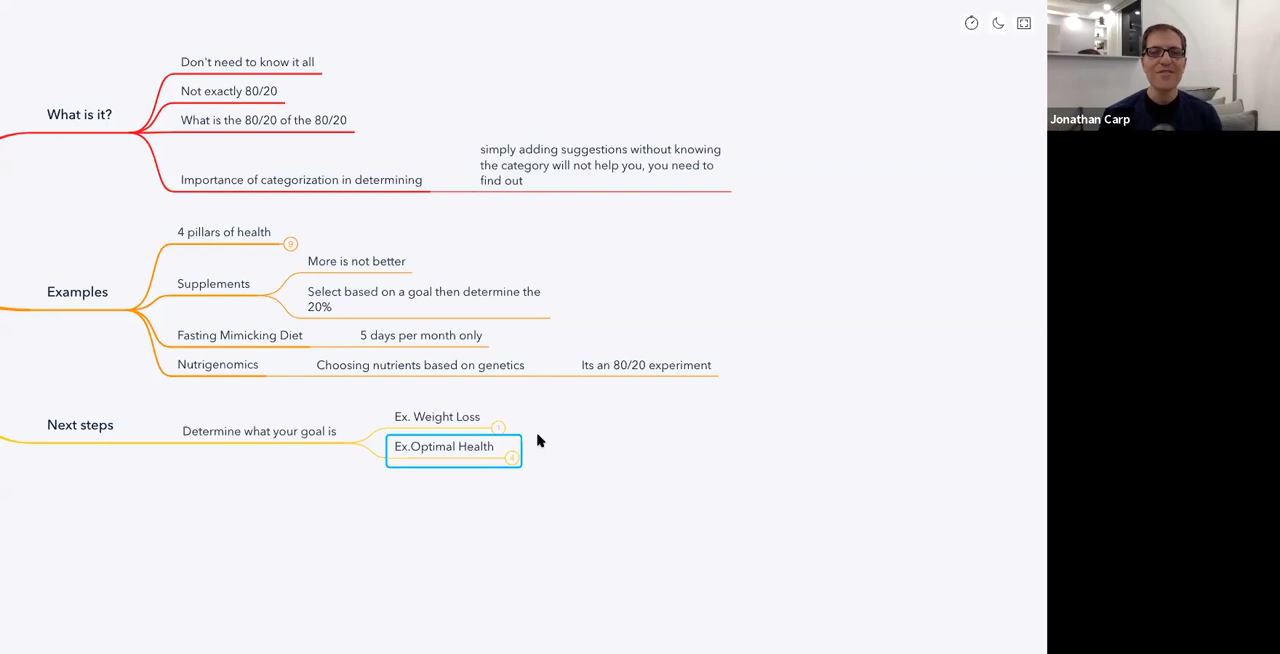 What is it?
Don't need to know it all
Not exactly 80/20
What is the 80/20 of the 80/20
Importance of categorization in determining
simply adding suggestions without knowing
the category will not help you, you need to
find out
Examples
4 pillars of health
9
Supplements
More is not better
Select based on a goal then determine the
20%
Fasting Mimicking Diet
5 days per month only
Nutrigenomics
Choosing nutrients based on genetics
Its an 80/20 experiment
Next steps
Determine what your goal is
Ex. Weight Loss
1
Ex.Optimal Health
4
Jonathan Carp